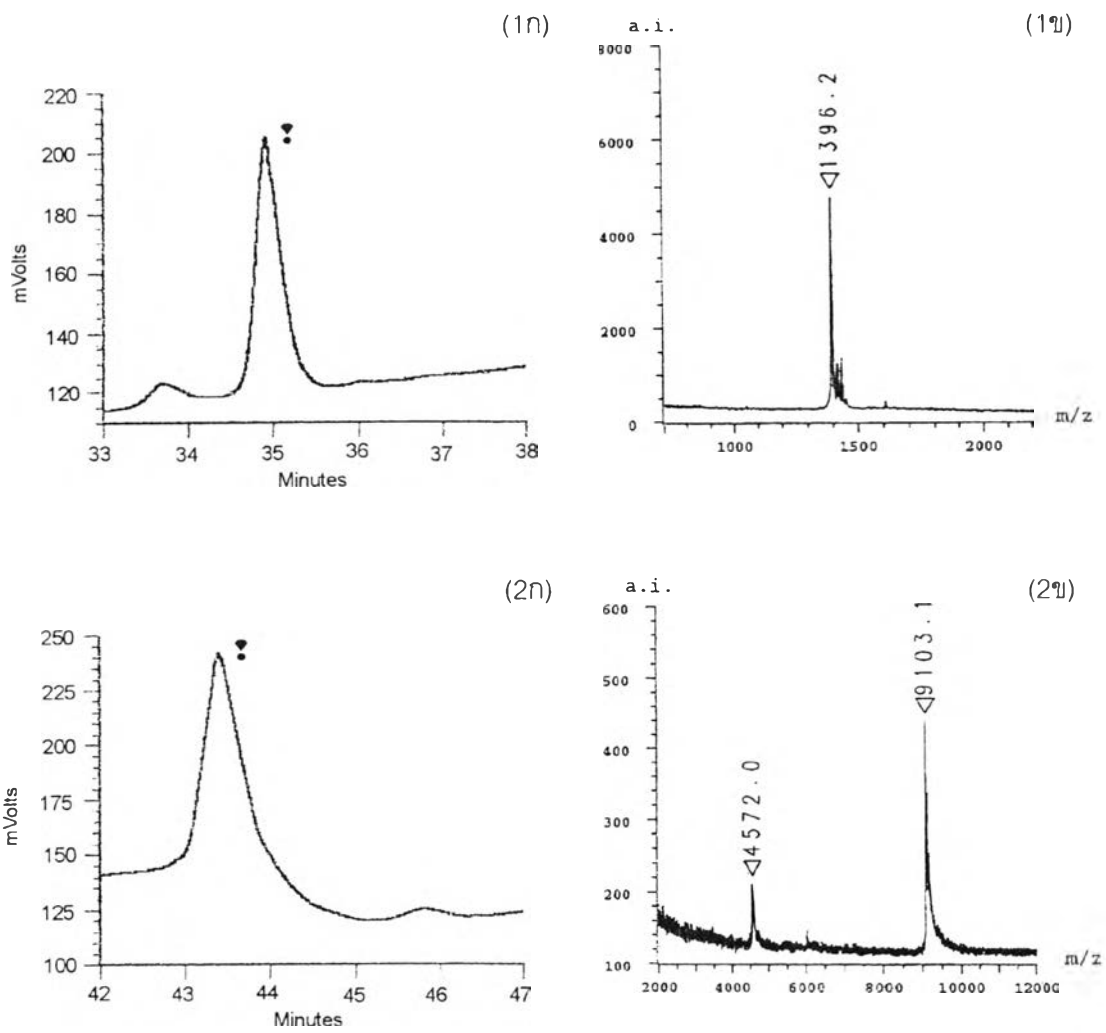 (1ก)
220
200
180
160
140
120
mVolts
33 34 35 36 37 38
Minutes
(1ข)
a.i.
8000
6000
4000
2000
0
1396.2
1000 1500 2000
m/z
(2ก)
250
225
200
175
150
125
100
mVolts
42 43 44 45 46 47
Minutes
(2ข)
a.i.
600
500
400
300
200
100
4572.0
9103.1
2000 4000 6000 8000 10000 12000
m/z